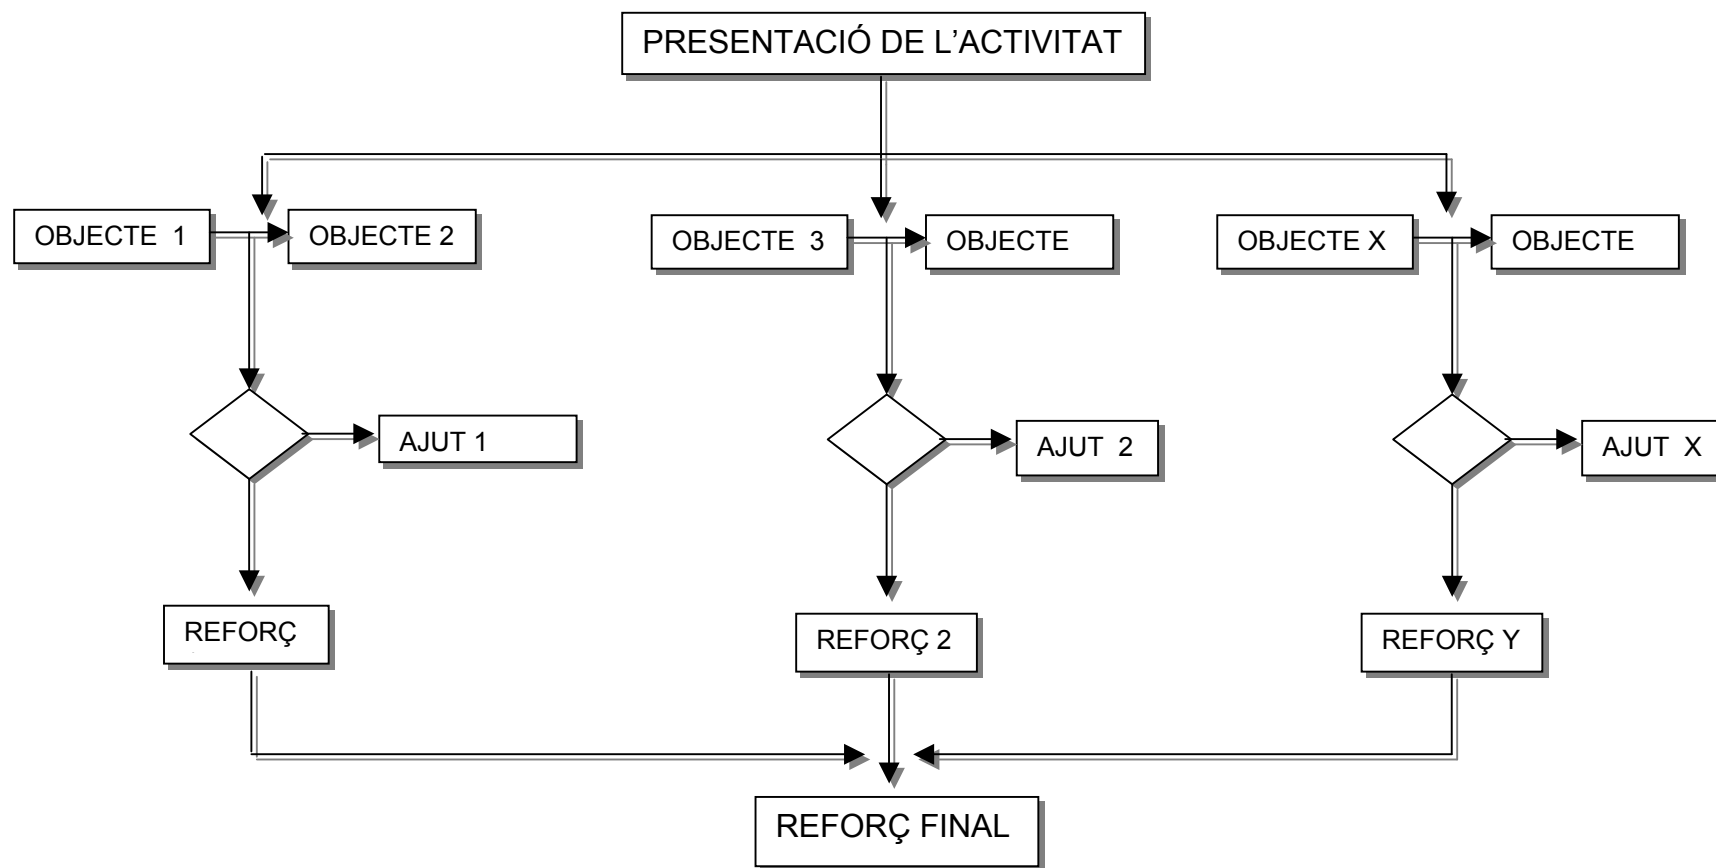 PRESENTACIÓ DE L’ACTIVITAT
OBJECTE 1
OBJECTE 2
OBJECTE 3
OBJECTE
OBJECTE X
OBJECTE
AJUT 1
AJUT 2
AJUT X
REFORÇ
REFORÇ 2
REFORÇ Y
REFORÇ FINAL